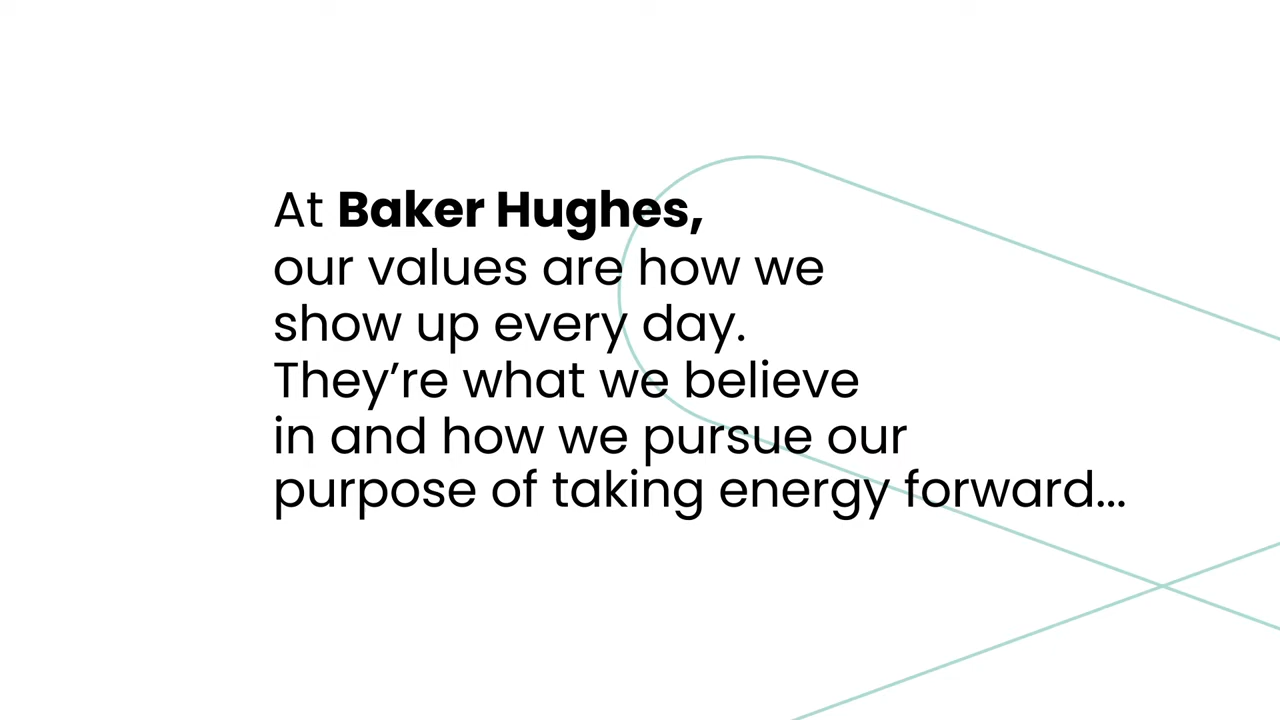 At Baker Hughes,
our values are how we
show up every day.
They’re what we believe
in and how we pursue our
purpose of taking energy forward...